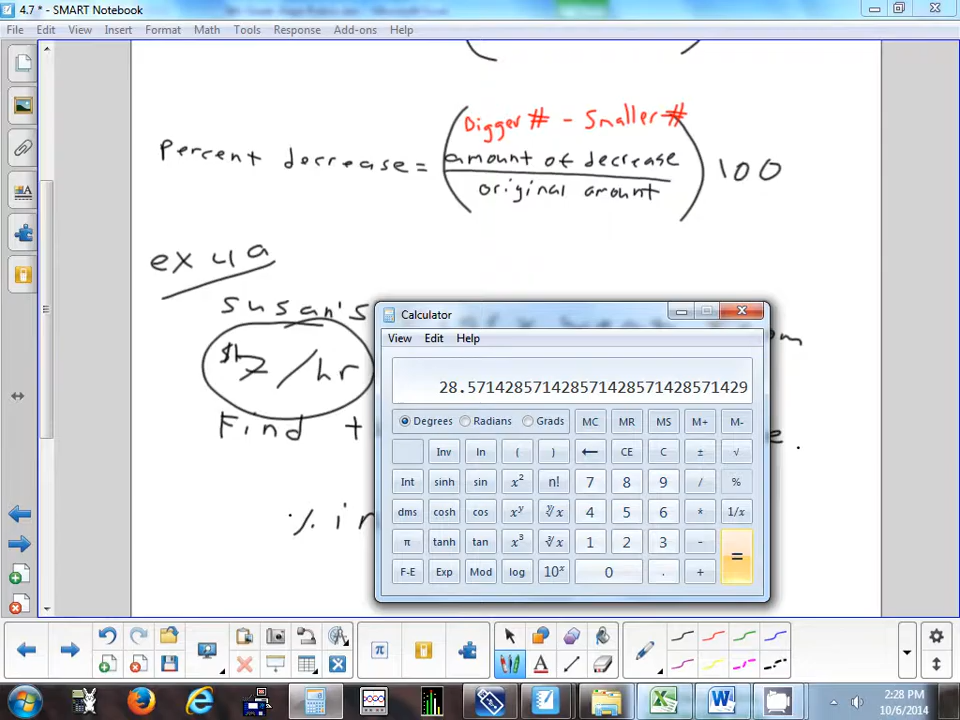 4.7 * - SMART Notebook
File Edit View Insert Format Math Tools Response Add-ons Help
Bigger # - Smaller #
Percent decrease = amount of decrease 100
original amount
ex 4a
susan's
$7/hr
om
Find t
e.
% in
Calculator
View Edit Help
28.571428571428571428571428571429
Degrees Radians Grads MC MR MS M+ M-
Inv ln ( ) ← CE C ± √
Int sinh sin x² n! 7 8 9 / %
dms cosh cos xʸ ʸ√x 4 5 6 * 1/x
π tanh tan x³ ³√x 1 2 3 - =
F-E Exp Mod log 10ˣ 0 . +
π
A
2:28 PM
10/6/2014